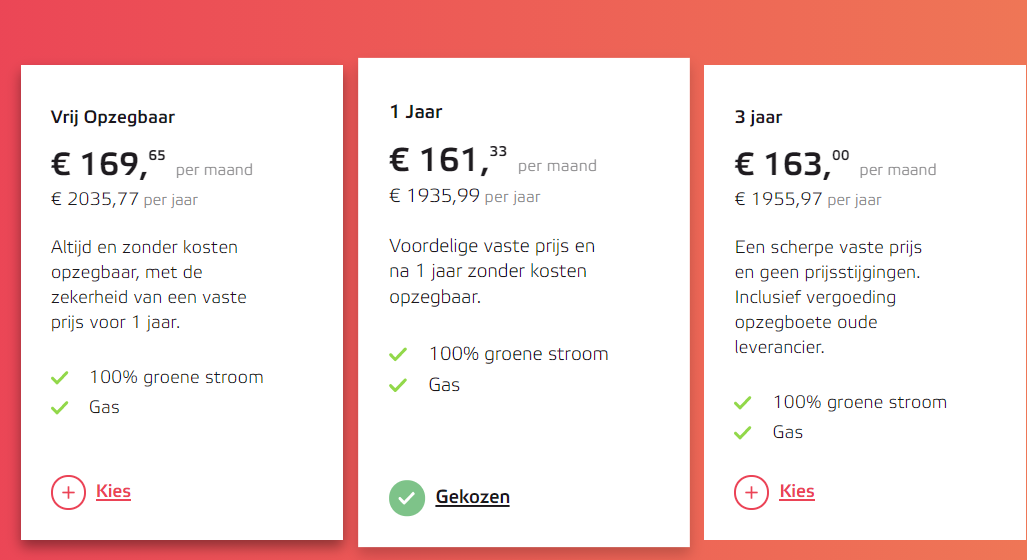 Vrij Opzegbaar
€ 169,65 per maand
€ 2035,77 per jaar
Altijd en zonder kosten
opzegbaar, met de
zekerheid van een vaste
prijs voor 1 jaar.
100% groene stroom
Gas
Kies
1 Jaar
€ 161,33 per maand
€ 1935,99 per jaar
Voordelige vaste prijs en
na 1 jaar zonder kosten
opzegbaar.
100% groene stroom
Gas
Gekozen
3 jaar
€ 163,00 per maand
€ 1955,97 per jaar
Een scherpe vaste prijs
en geen prijsstijgingen.
Inclusief vergoeding
opzegboete oude
leverancier.
100% groene stroom
Gas
Kies